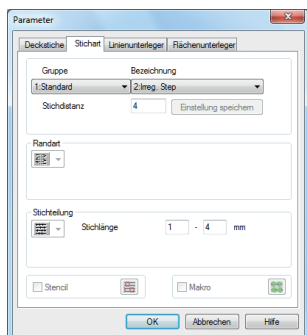 Parameter
Deckstiche Stichart Linienunterleger Flächenunterleger
Gruppe Bezeichnung
1:Standard 2:Irreg. Step
Stichdistanz 4 Einstellung speichern
Randart
Stichteilung
Stichlänge 1 - 4 mm
Stencil Makro
OK Abbrechen Hilfe